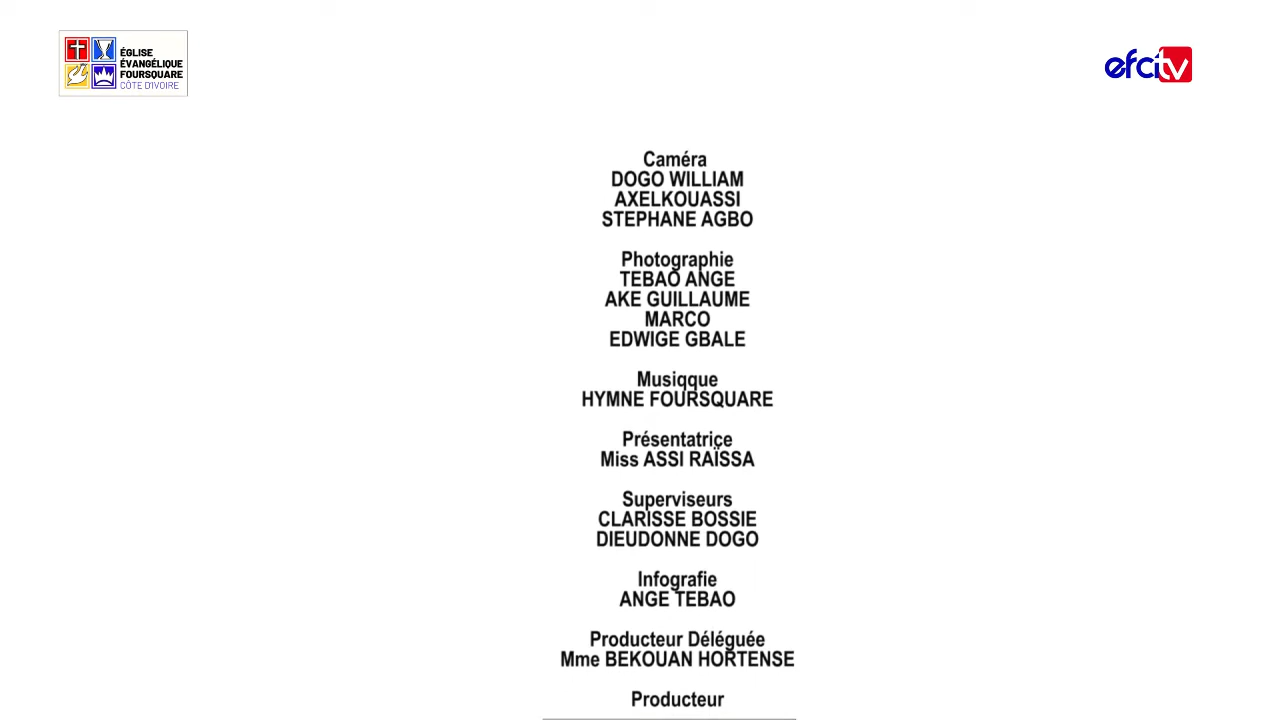 ÉGLISE
ÉVANGÉLIQUE
FOURSQUARE
CÔTE D'IVOIRE
efcitv
Caméra
DOGO WILLIAM
AXELKOUASSI
STEPHANE AGBO
Photographie
TEBAO ANGE
AKE GUILLAUME
MARCO
EDWIGE GBALE
Musiqque
HYMNE FOURSQUARE
Présentatrice
Miss ASSI RAÏSSA
Superviseurs
CLARISSE BOSSIE
DIEUDONNE DOGO
Infografie
ANGE TEBAO
Producteur Déléguée
Mme BEKOUAN HORTENSE
Producteur